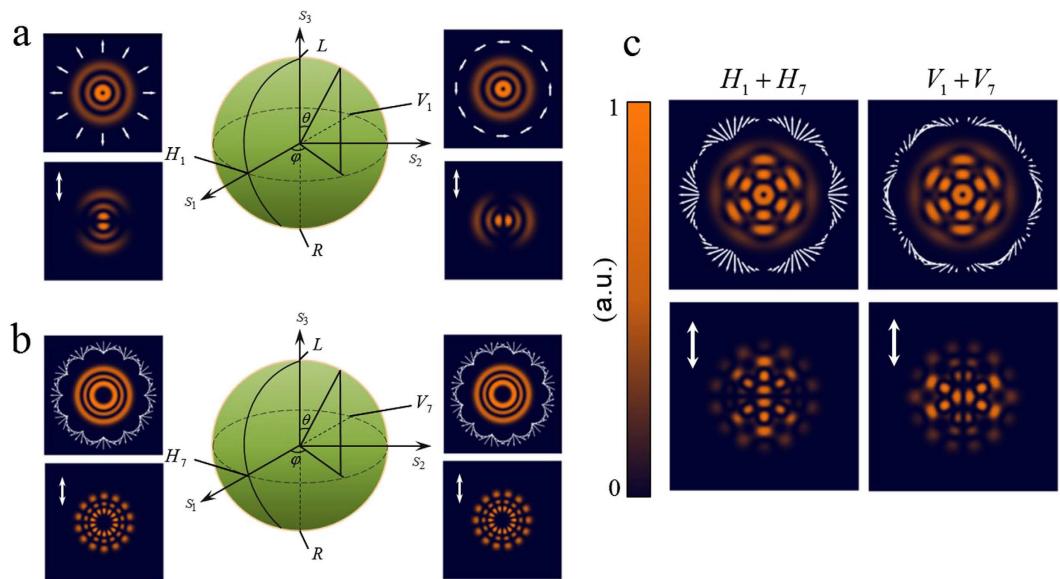 a
S₃
L
θ
V₁
H₁
φ
S₂
S₁
R
b
S₃
L
θ
V₇
H₇
φ
S₂
S₁
R
c
H₁ + H₇
V₁ + V₇
1
(a.u.)
0